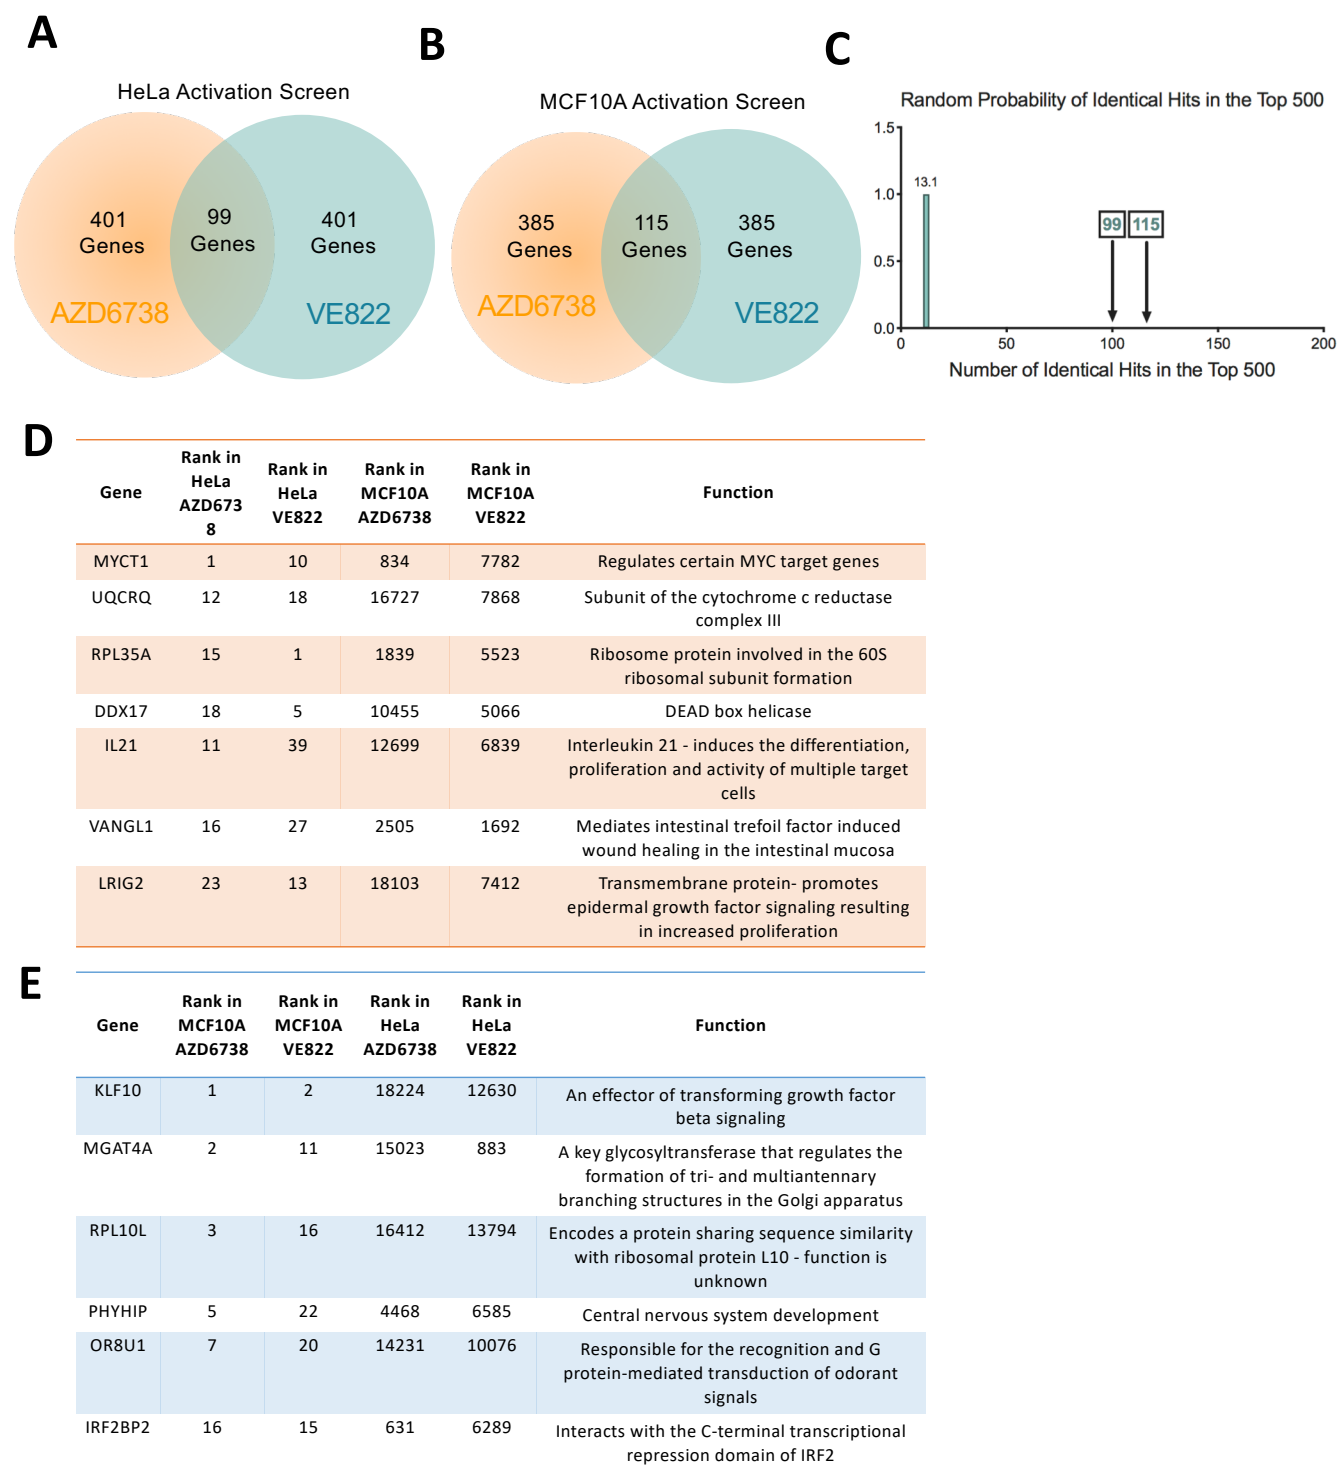 A
HeLa Activation Screen
401
Genes
99
Genes
401
Genes
AZD6738
VE822
B
MCF10A Activation Screen
385
Genes
115
Genes
385
Genes
AZD6738
VE822
C
Random Probability of Identical Hits in the Top 500
1.5
1.0
0.5
0.0
13.1
99
115
0
50
100
150
200
Number of Identical Hits in the Top 500
D
Gene
Rank in
HeLa
AZD673
8
Rank in
HeLa
VE822
Rank in
MCF10A
AZD6738
Rank in
MCF10A
VE822
Function
MYCT1 1 10 834 7782 Regulates certain MYC target genes
UQCRQ 12 18 16727 7868 Subunit of the cytochrome c reductase
complex III
RPL35A 15 1 1839 5523 Ribosome protein involved in the 60S
ribosomal subunit formation
DDX17 18 5 10455 5066 DEAD box helicase
IL21 11 39 12699 6839 Interleukin 21 - induces the differentiation,
proliferation and activity of multiple target
cells
VANGL1 16 27 2505 1692 Mediates intestinal trefoil factor induced
wound healing in the intestinal mucosa
LRIG2 23 13 18103 7412 Transmembrane protein- promotes
epidermal growth factor signaling resulting
in increased proliferation
E
Gene
Rank in
MCF10A
AZD6738
Rank in
MCF10A
VE822
Rank in
HeLa
AZD6738
Rank in
HeLa
VE822
Function
KLF10 1 2 18224 12630 An effector of transforming growth factor
beta signaling
MGAT4A 2 11 15023 883 A key glycosyltransferase that regulates the
formation of tri- and multiantennary
branching structures in the Golgi apparatus
RPL10L 3 16 16412 13794 Encodes a protein sharing sequence similarity
with ribosomal protein L10 - function is
unknown
PHYHIP 5 22 4468 6585 Central nervous system development
OR8U1 7 20 14231 10076 Responsible for the recognition and G
protein-mediated transduction of odorant
signals
IRF2BP2 16 15 631 6289 Interacts with the C-terminal transcriptional
repression domain of IRF2